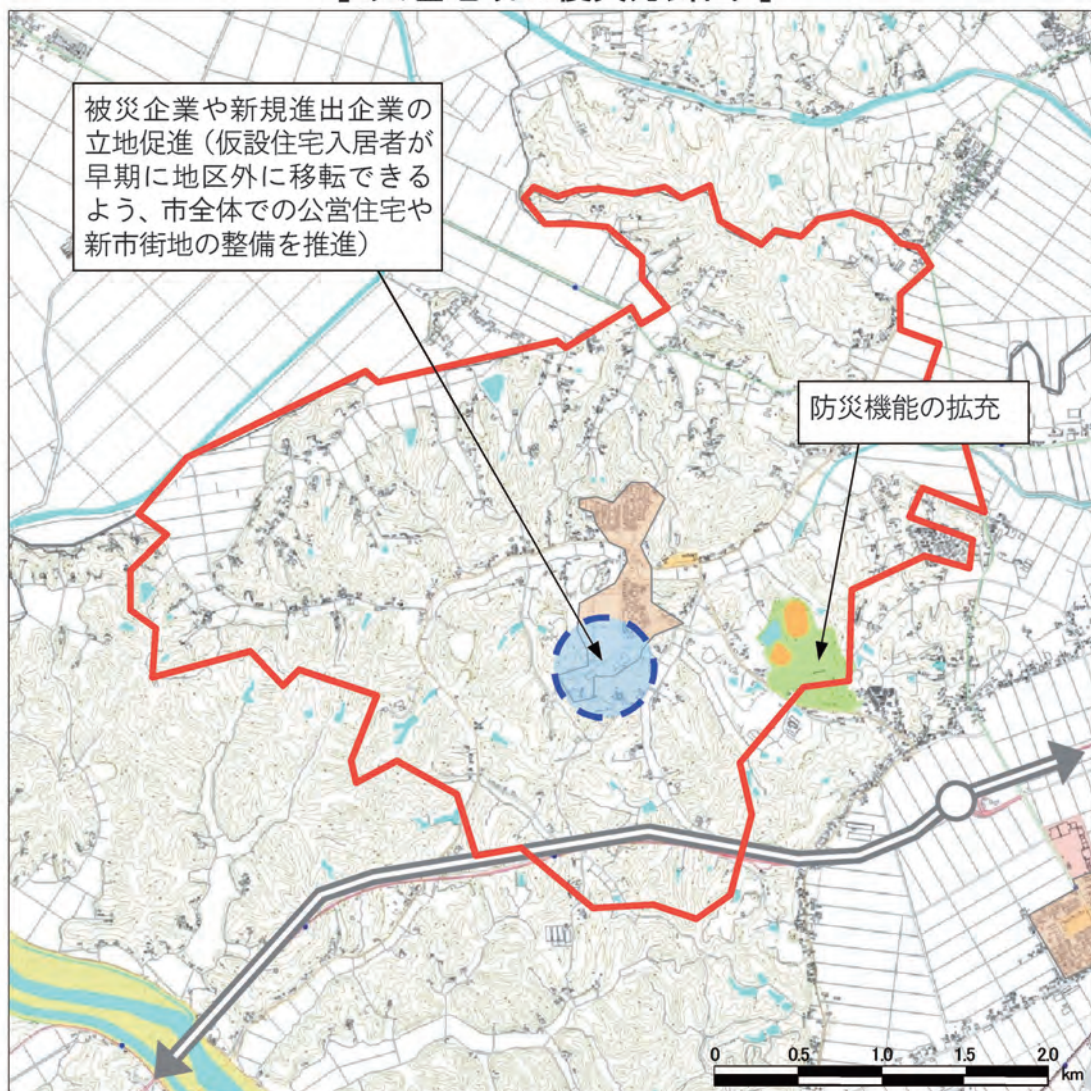 被災企業や新規進出企業の
立地促進（仮設住宅入居者が
早期に地区外に移転できる
よう、市全体での公営住宅や
新市街地の整備を推進）
防災機能の拡充
0 0.5 1.0 1.5 2.0
km